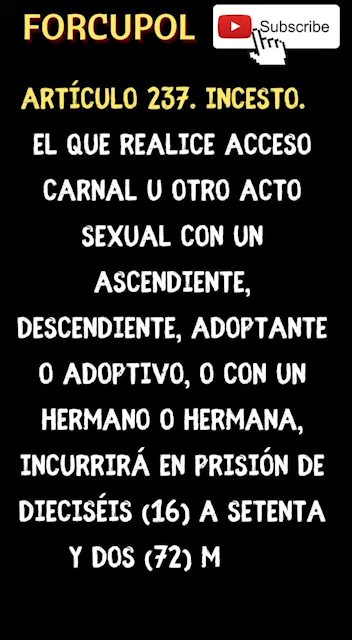 FORCUPOL
Subscribe
ARTÍCULO 237. INCESTO.
EL QUE REALICE ACCESO
CARNAL U OTRO ACTO
SEXUAL CON UN
ASCENDIENTE,
DESCENDIENTE, ADOPTANTE
O ADOPTIVO, O CON UN
HERMANO O HERMANA,
INCURRIRÁ EN PRISIÓN DE
DIECISÉIS (16) A SETENTA
Y DOS (72) M